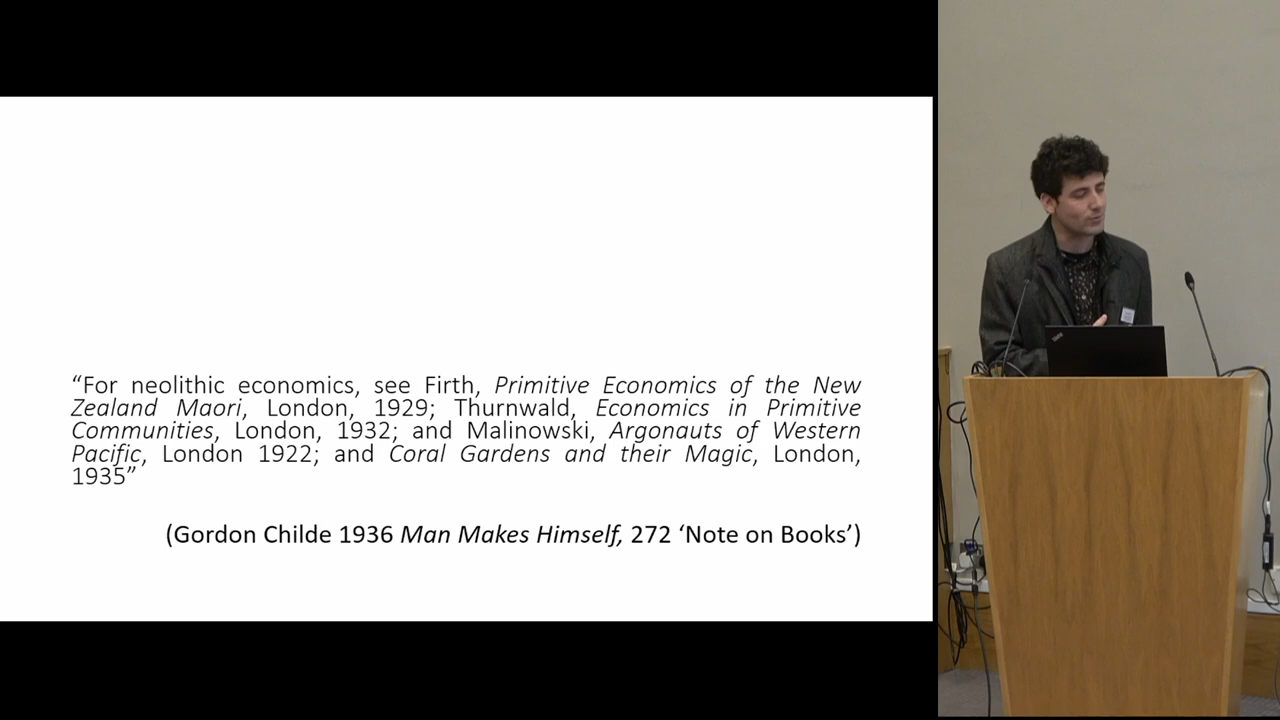 “For neolithic economics, see Firth, Primitive Economics of the New
Zealand Maori, London, 1929; Thurnwald, Economics in Primitive
Communities, London, 1932; and Malinowski, Argonauts of Western
Pacific, London 1922; and Coral Gardens and their Magic, London,
1935”
(Gordon Childe 1936 Man Makes Himself, 272 ‘Note on Books’)